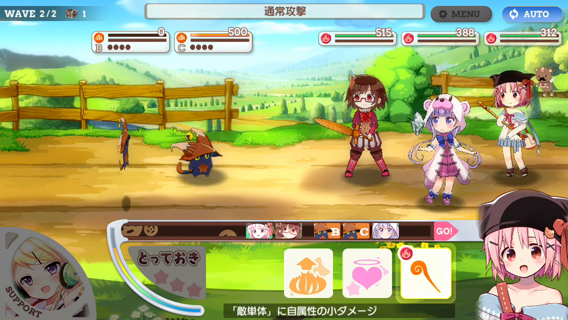 WAVE 2/2
1
通常攻撃
MENU
AUTO
B
0
C
500
515
388
312
B
C
GO!
SUPPORT
とっておき
「敵単体」に自属性の小ダメージ